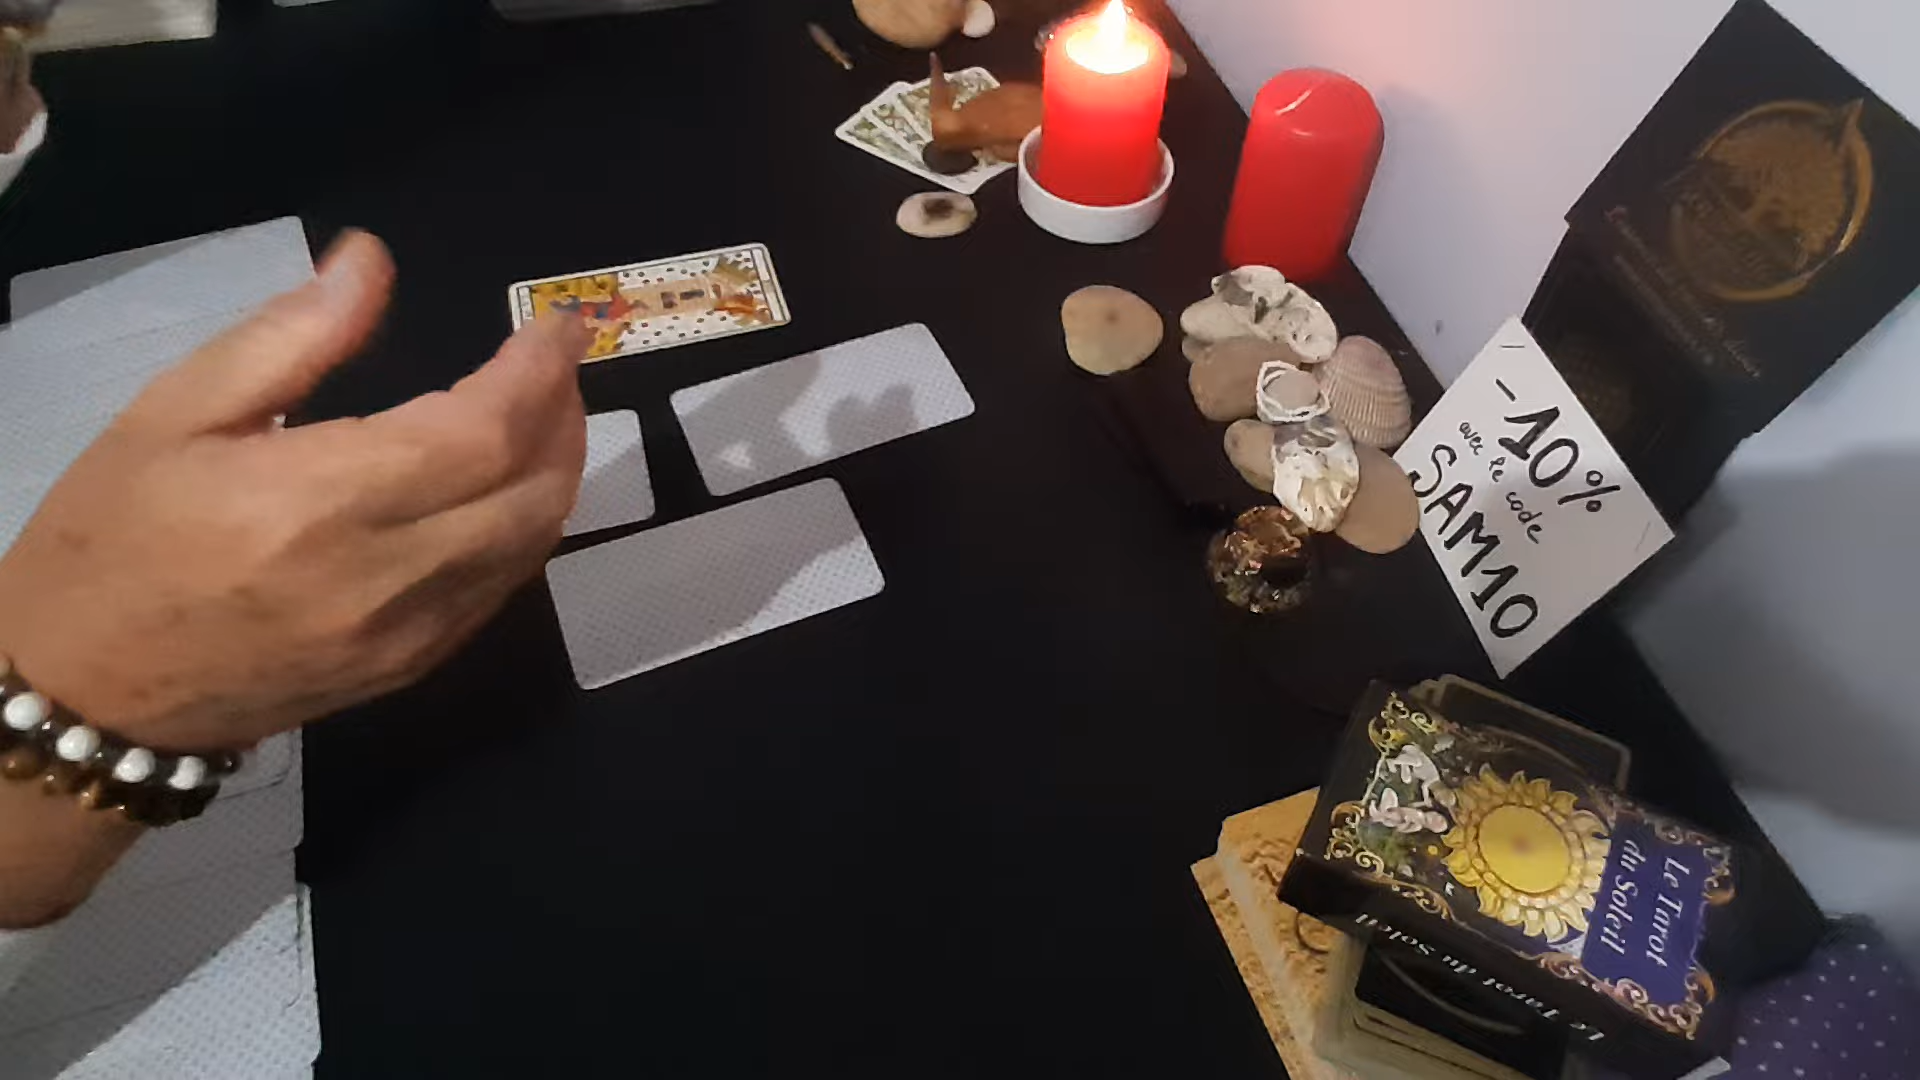 -10%
avec le code
SAM10
Le Tarot
du Soleil
Le Tarot du Soleil